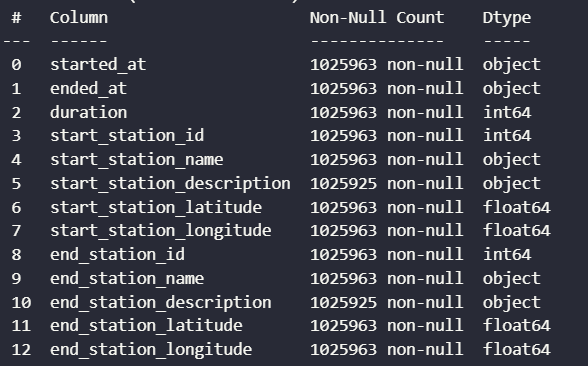 #   Column                     Non-Null Count    Dtype
---  ------                     --------------    -----
0   started_at                 1025963 non-null  object
1   ended_at                   1025963 non-null  object
2   duration                   1025963 non-null  int64
3   start_station_id           1025963 non-null  int64
4   start_station_name         1025963 non-null  object
5   start_station_description  1025925 non-null  object
6   start_station_latitude     1025963 non-null  float64
7   start_station_longitude    1025963 non-null  float64
8   end_station_id             1025963 non-null  int64
9   end_station_name           1025963 non-null  object
10  end_station_description    1025925 non-null  object
11  end_station_latitude       1025963 non-null  float64
12  end_station_longitude      1025963 non-null  float64